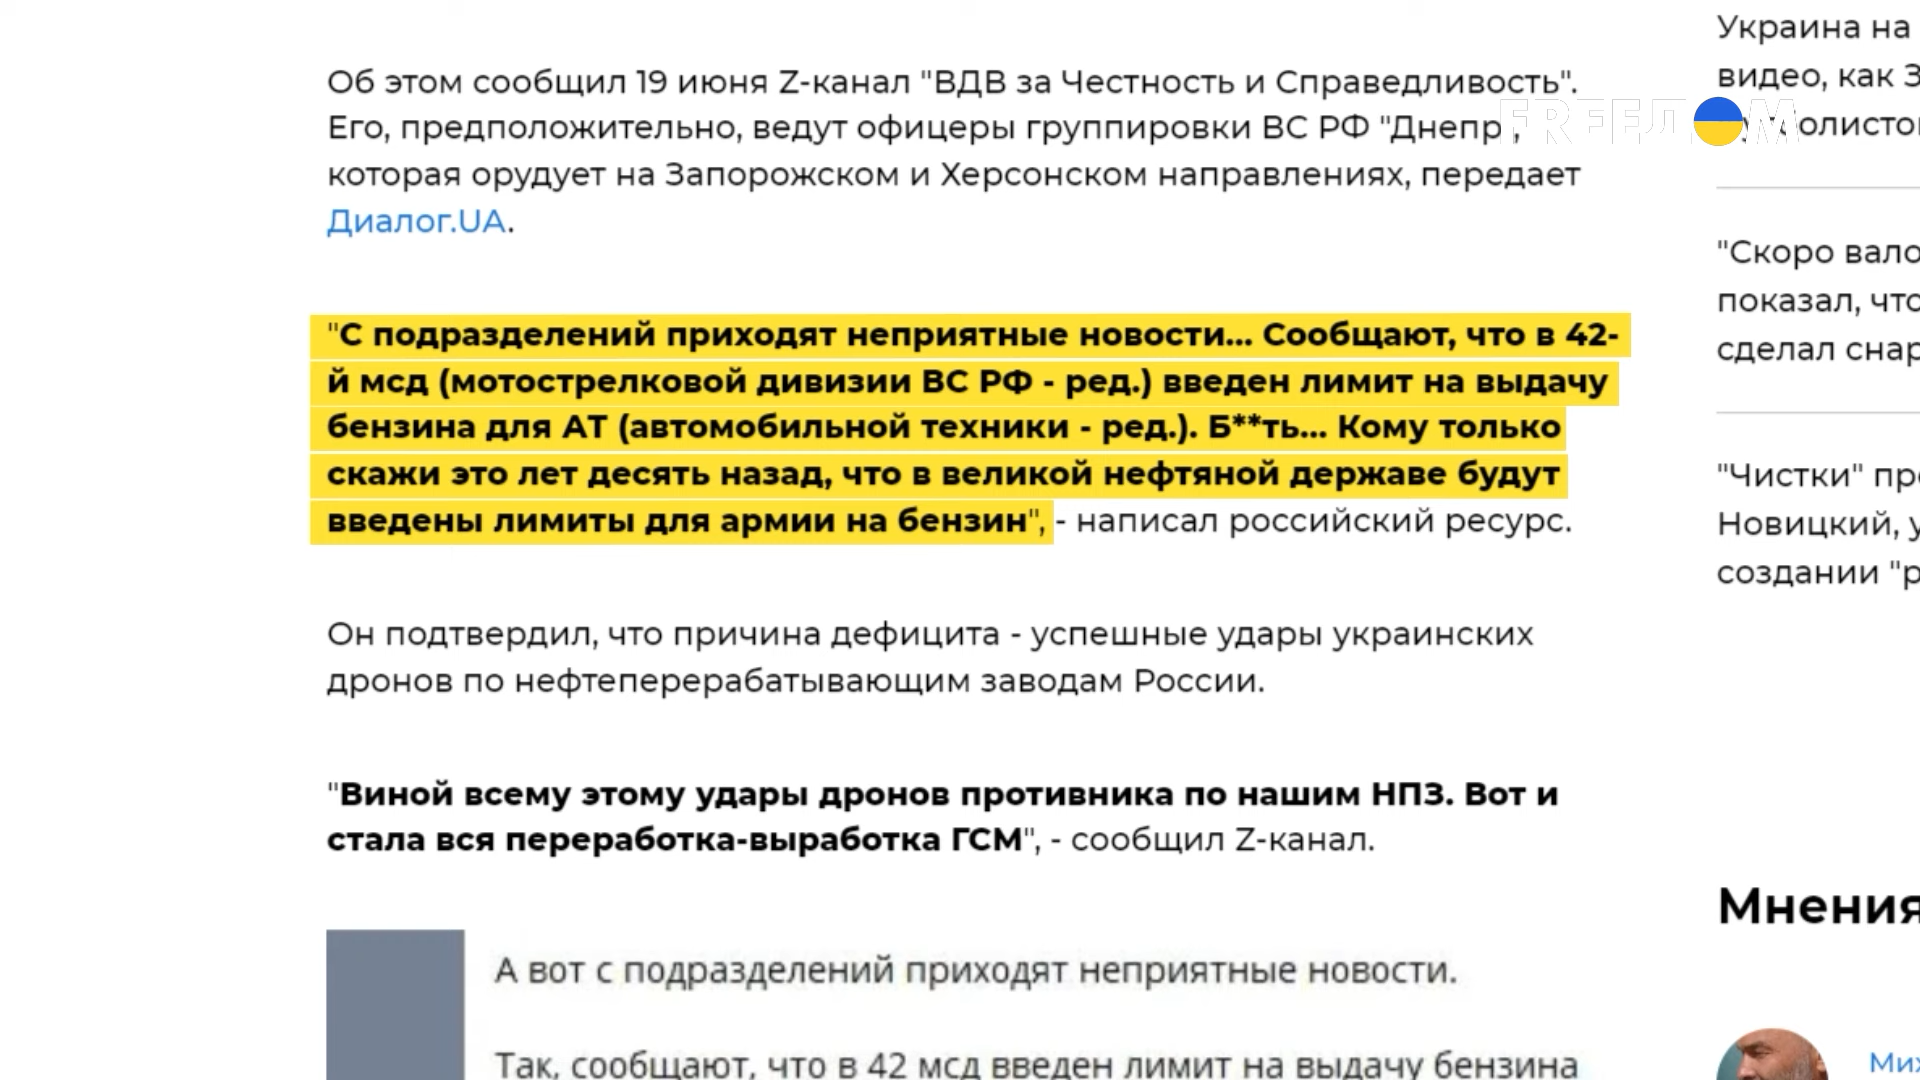 Об этом сообщил 19 июня Z-канал "ВДВ за Честность и Справедливость".
Его, предположительно, ведут офицеры группировки ВС РФ "Днепр",
которая орудует на Запорожском и Херсонском направлениях, передает
Диалог.UA.
"С подразделений приходят неприятные новости... Сообщают, что в 42-
й мсд (мотострелковой дивизии ВС РФ - ред.) введен лимит на выдачу
бензина для АТ (автомобильной техники - ред.). Б**ть... Кому только
скажи это лет десять назад, что в великой нефтяной державе будут
введены лимиты для армии на бензин", - написал российский ресурс.
Он подтвердил, что причина дефицита - успешные удары украинских
дронов по нефтеперерабатывающим заводам России.
"Виной всему этому удары дронов противника по нашим НПЗ. Вот и
стала вся переработка-выработка ГСМ", - сообщил Z-канал.
А вот с подразделений приходят неприятные новости.
Так, сообщают, что в 42 мсд введен лимит на выдачу бензина
FREEДOM
Украина на
видео, как З
"Скоро вало
показал, что
сделал снар
"Чистки" пре
Новицкий, у
создании "р
Мнения
Мих